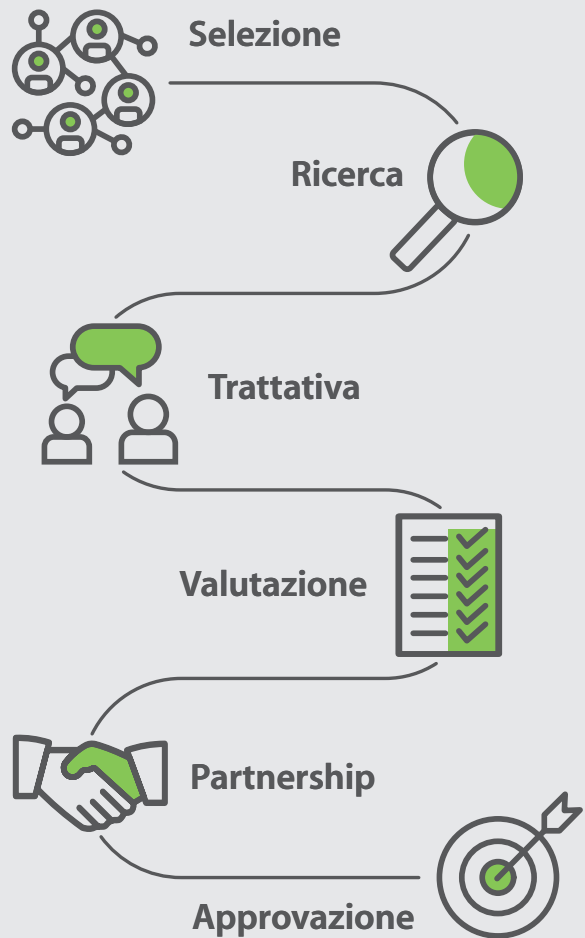 Selezione
Ricerca
Trattativa
Valutazione
Partnership
Approvazione